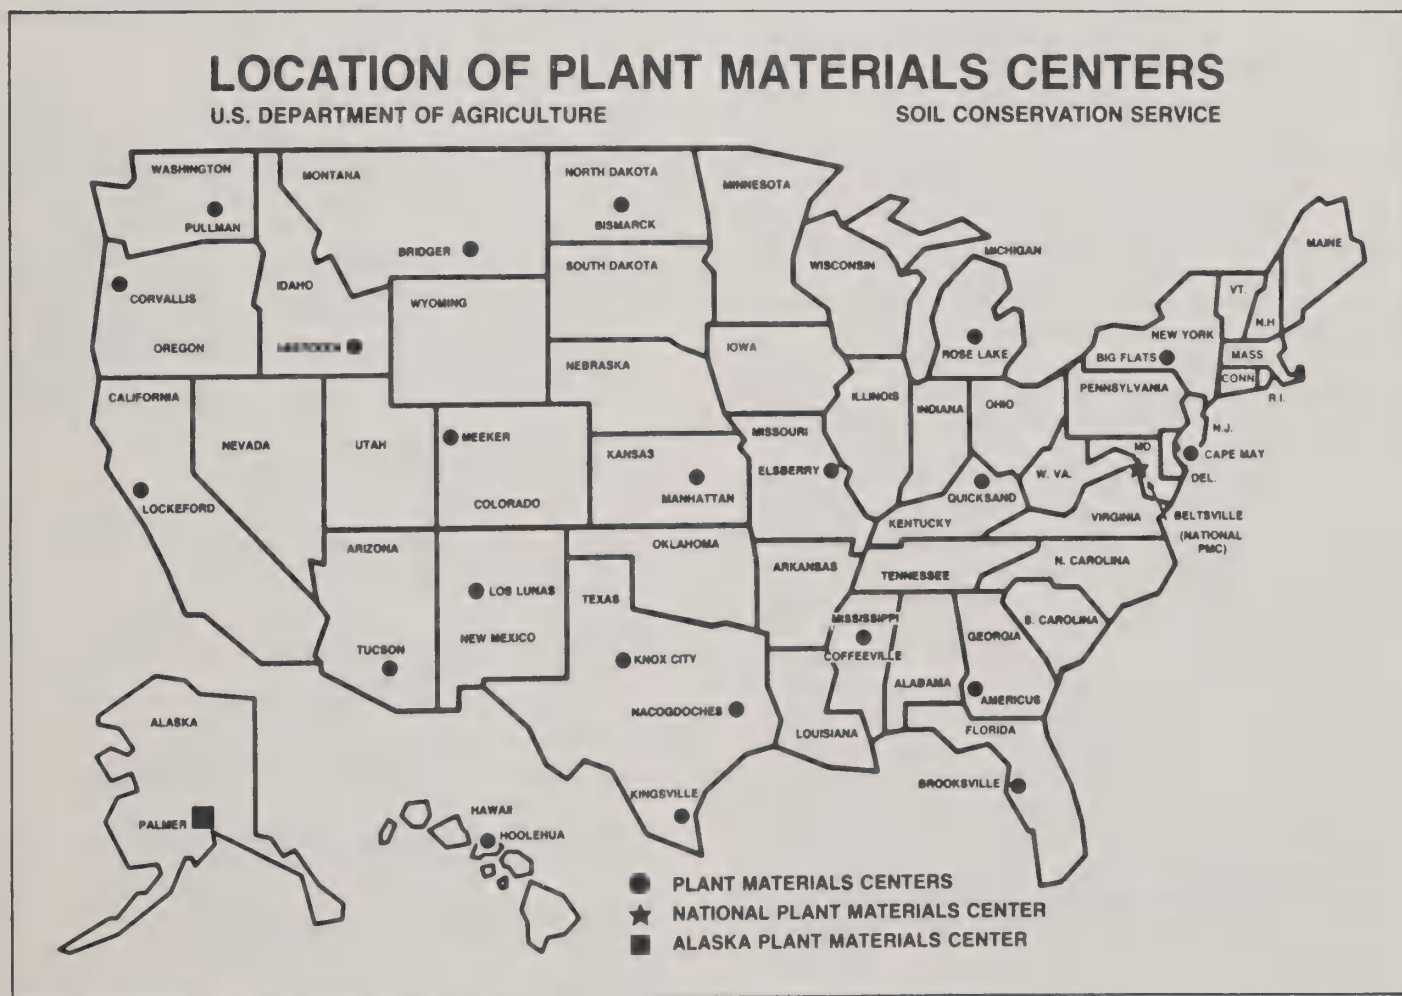 LOCATION OF PLANT MATERIALS CENTERS
U.S. DEPARTMENT OF AGRICULTURE
SOIL CONSERVATION SERVICE
WASHINGTON
PULLMAN
MONTANA
BRIDGER
NORTH DAKOTA
BISMARCK
MINNESOTA
MICHIGAN
MAINE
CORVALLIS
OREGON
IDAHO
WYOMING
SOUTH DAKOTA
WISCONSIN
ROSE LAKE
VT.
N.H
NEW YORK
BIG FLATS
MASS
CONN
R.I.
CALIFORNIA
NEVADA
UTAH
MEEKER
COLORADO
NEBRASKA
KANSAS
MANHATTAN
IOWA
MISSOURI
ELSBERRY
ILLINOIS
INDIANA
OHIO
PENNSYLVANIA
N.J.
CAPE MAY
DEL.
MD
W. VA.
QUICKSAND
KENTUCKY
VIRGINIA
BELTSVILLE
(NATIONAL
PMC)
LOCKEFORD
ARIZONA
TUCSON
LOS LUNAS
NEW MEXICO
OKLAHOMA
TEXAS
KNOX CITY
NACOGDOCHES
KINGSVILLE
ARKANSAS
TENNESSEE
N. CAROLINA
S. CAROLINA
MISSISSIPPI
COFFEEVILLE
GEORGIA
AMERICUS
ALABAMA
LOUISIANA
FLORIDA
BROOKSVILLE
ALASKA
PALMER
HAWAII
HOOLEHUA
PLANT MATERIALS CENTERS
NATIONAL PLANT MATERIALS CENTER
ALASKA PLANT MATERIALS CENTER